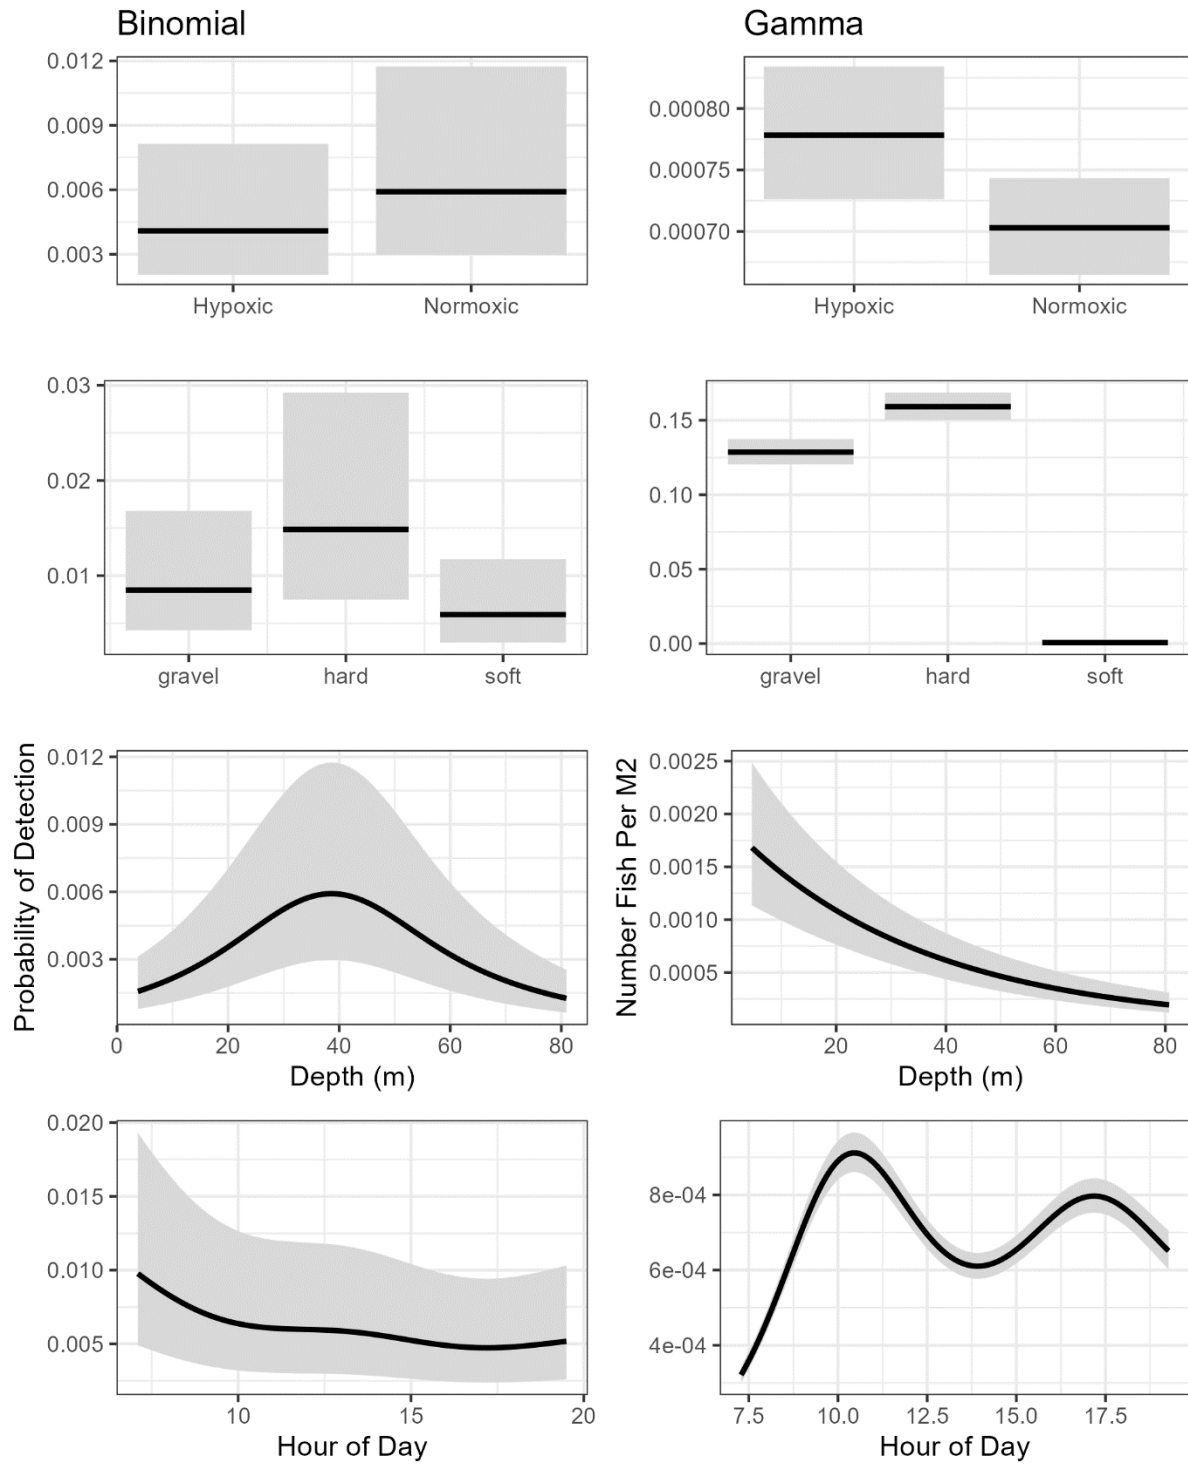 Binomial
Gamma
0.012
0.009
0.006
0.003
Hypoxic
Normoxic
0.00080
0.00075
0.00070
Hypoxic
Normoxic
0.03
0.02
0.01
gravel
hard
soft
0.15
0.10
0.05
0.00
gravel
hard
soft
Probability of Detection
0.012
0.009
0.006
0.003
0
20
40
60
80
Depth (m)
Number Fish Per M2
0.0025
0.0020
0.0015
0.0010
0.0005
20
40
60
80
Depth (m)
0.020
0.015
0.010
0.005
10
15
20
Hour of Day
8e-04
6e-04
4e-04
7.5
10.0
12.5
15.0
17.5
Hour of Day